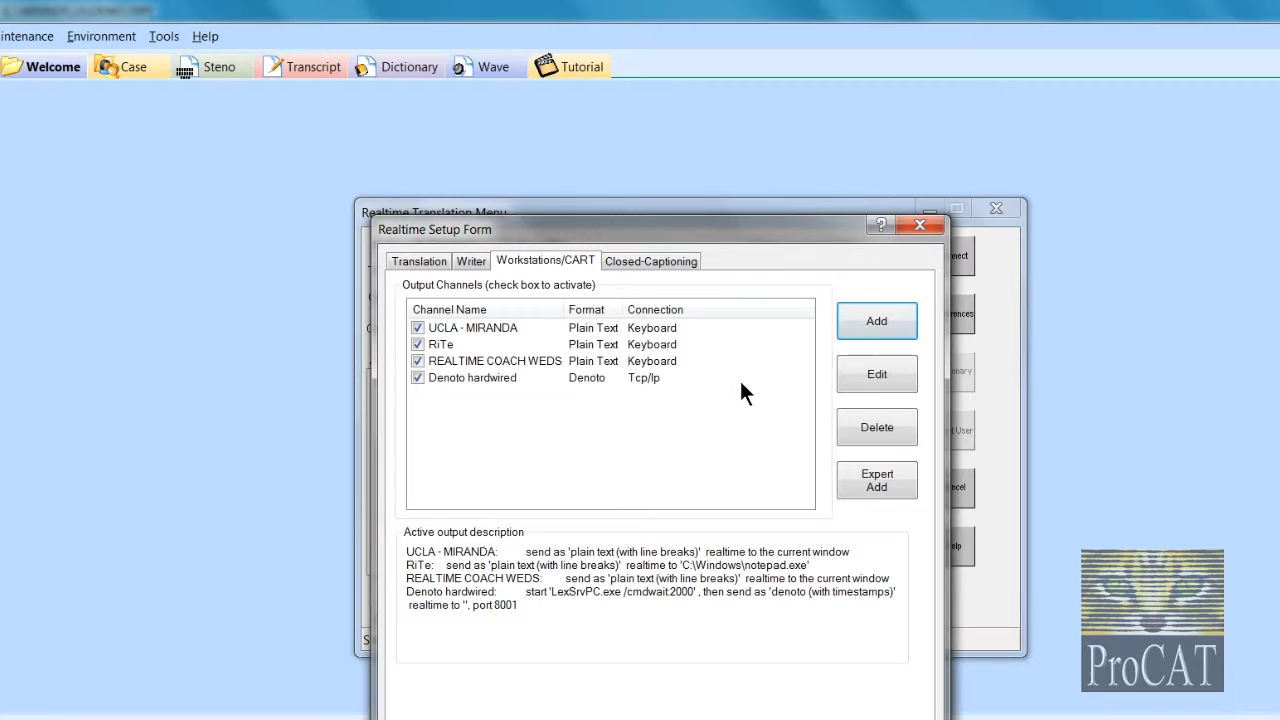 intenance Environment Tools Help
Welcome Case Steno Transcript Dictionary Wave Tutorial
Realtime Translation Menu
Realtime Setup Form
Translation Writer Workstations/CART Closed-Captioning
Output Channels (check box to activate)
Channel Name Format Connection
UCLA - MIRANDA Plain Text Keyboard
RiTe Plain Text Keyboard
REALTIME COACH WEDS Plain Text Keyboard
Denoto hardwired Denoto Tcp/Ip
Add
Edit
Delete
Expert
Add
nect
erences
onary
t User
ncel
elp
Active output description
UCLA - MIRANDA: send as 'plain text (with line breaks)' realtime to the current window
RiTe: send as 'plain text (with line breaks)' realtime to 'C:\Windows\notepad.exe'
REALTIME COACH WEDS: send as 'plain text (with line breaks)' realtime to the current window
Denoto hardwired: start 'LexSrvPC.exe /cmdwait:2000' , then send as 'denoto (with timestamps)'
realtime to '', port 8001
S
ProCAT